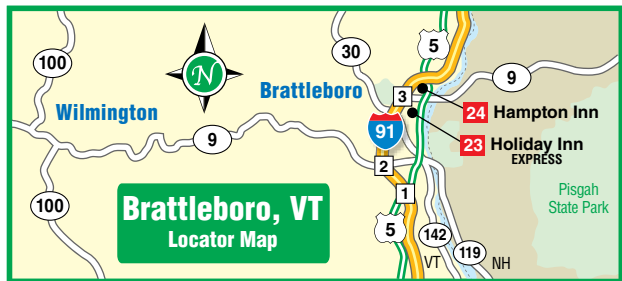 100
30
5
9
Brattleboro
3
24 Hampton Inn
Wilmington
91
23 Holiday Inn
EXPRESS
9
2
Pisgah
State Park
1
100
Brattleboro, VT
Locator Map
5
142
119
VT
NH
N